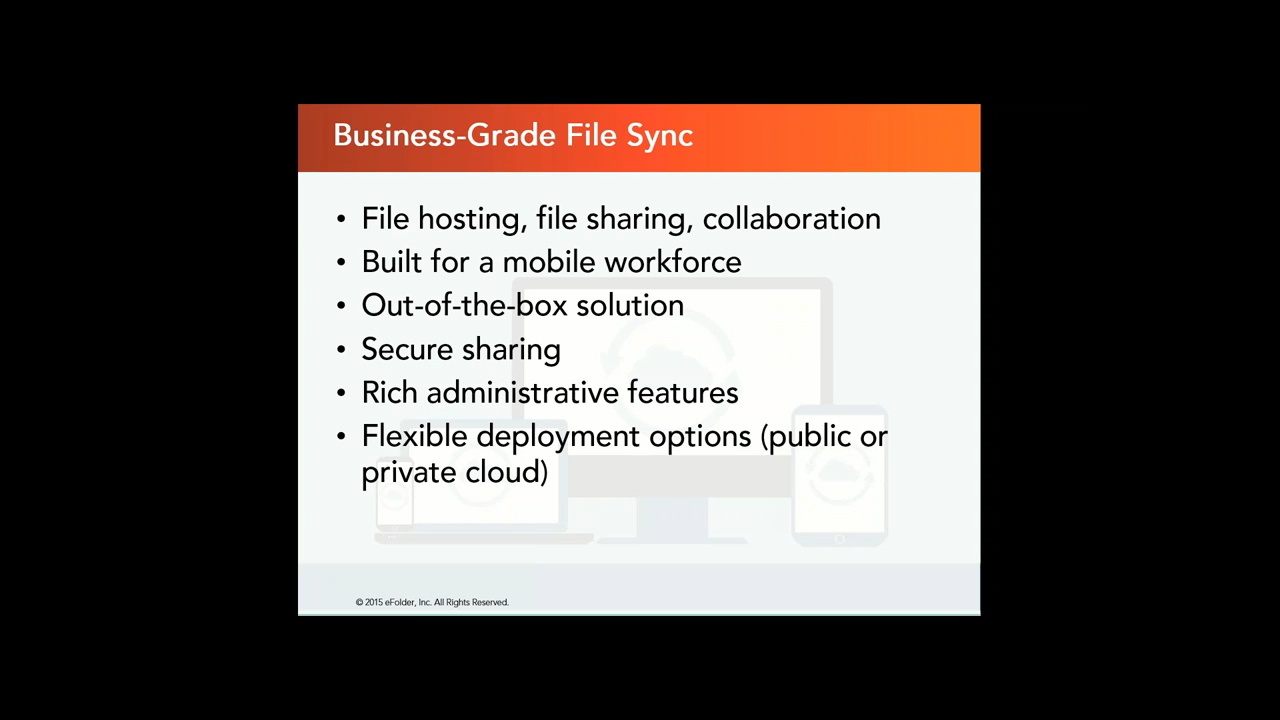 Business-Grade File Sync
• File hosting, file sharing, collaboration
• Built for a mobile workforce
• Out-of-the-box solution
• Secure sharing
• Rich administrative features
• Flexible deployment options (public or
private cloud)
© 2015 eFolder, Inc. All Rights Reserved.